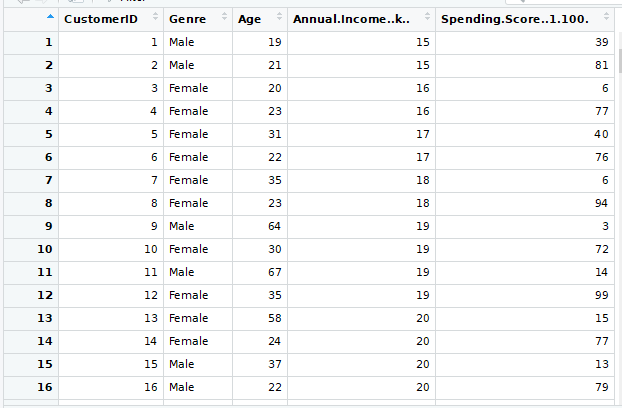 CustomerID Genre Age Annual.Income..k.. Spending.Score..1.100.
1 1 Male 19 15 39
2 2 Male 21 15 81
3 3 Female 20 16 6
4 4 Female 23 16 77
5 5 Female 31 17 40
6 6 Female 22 17 76
7 7 Female 35 18 6
8 8 Female 23 18 94
9 9 Male 64 19 3
10 10 Female 30 19 72
11 11 Male 67 19 14
12 12 Female 35 19 99
13 13 Female 58 20 15
14 14 Female 24 20 77
15 15 Male 37 20 13
16 16 Male 22 20 79